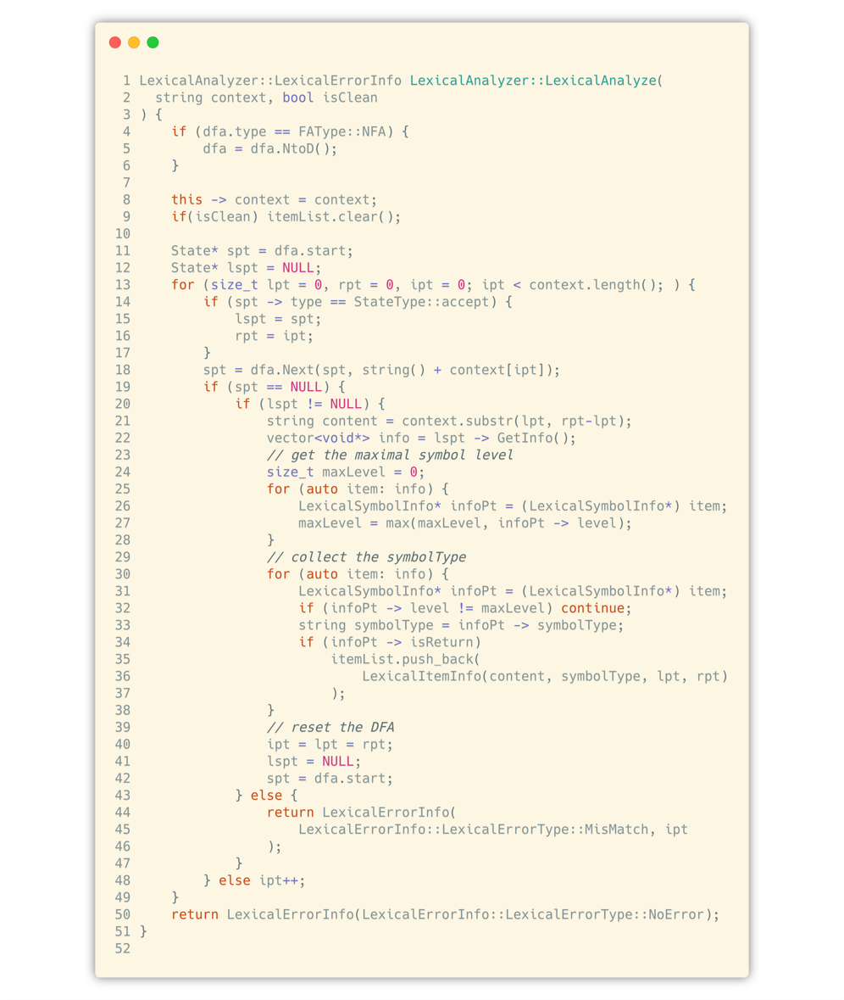 1 LexicalAnalyzer::LexicalErrorInfo LexicalAnalyzer::LexicalAnalyze(
2   string context, bool isClean
3 ) {
4     if (dfa.type == FAType::NFA) {
5         dfa = dfa.NtoD();
6     }
7
8     this -> context = context;
9     if(isClean) itemList.clear();
10
11     State* spt = dfa.start;
12     State* lspt = NULL;
13     for (size_t lpt = 0, rpt = 0, ipt = 0; ipt < context.length(); ) {
14         if (spt -> type == StateType::accept) {
15             lspt = spt;
16             rpt = ipt;
17         }
18         spt = dfa.Next(spt, string() + context[ipt]);
19         if (spt == NULL) {
20             if (lspt != NULL) {
21                 string content = context.substr(lpt, rpt-lpt);
22                 vector<void*> info = lspt -> GetInfo();
23                 // get the maximal symbol level
24                 size_t maxLevel = 0;
25                 for (auto item: info) {
26                     LexicalSymbolInfo* infoPt = (LexicalSymbolInfo*) item;
27                     maxLevel = max(maxLevel, infoPt -> level);
28                 }
29                 // collect the symbolType
30                 for (auto item: info) {
31                     LexicalSymbolInfo* infoPt = (LexicalSymbolInfo*) item;
32                     if (infoPt -> level != maxLevel) continue;
33                     string symbolType = infoPt -> symbolType;
34                     if (infoPt -> isReturn)
35                         itemList.push_back(
36                             LexicalItemInfo(content, symbolType, lpt, rpt)
37                         );
38                 }
39                 // reset the DFA
40                 ipt = lpt = rpt;
41                 lspt = NULL;
42                 spt = dfa.start;
43             } else {
44                 return LexicalErrorInfo(
45                     LexicalErrorInfo::LexicalErrorType::MisMatch, ipt
46                 );
47             }
48         } else ipt++;
49     }
50     return LexicalErrorInfo(LexicalErrorInfo::LexicalErrorType::NoError);
51 }
52